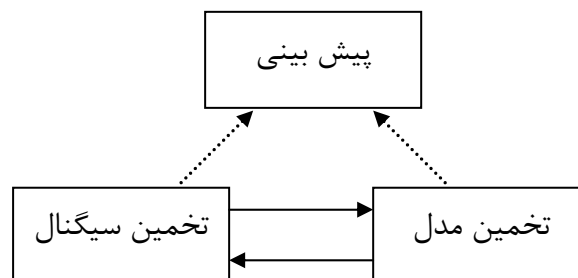 پیش بینی
تخمین مدل
تخمین سیگنال